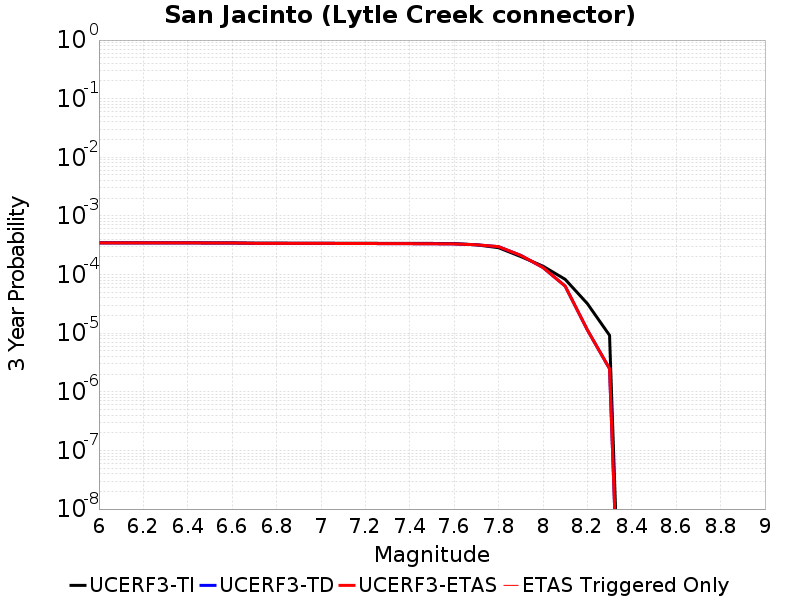 San Jacinto (Lytle Creek connector)
10^0
10^-1
10^-2
10^-3
10^-4
10^-5
10^-6
10^-7
10^-8
3 Year Probability
6 6.2 6.4 6.6 6.8 7 7.2 7.4 7.6 7.8 8 8.2 8.4 8.6 8.8 9
Magnitude
UCERF3-TI UCERF3-TD UCERF3-ETAS ETAS Triggered Only